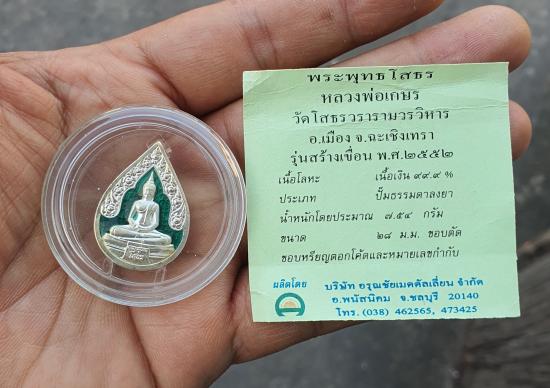 พระพุทธโสธร
หลวงพ่อเกษร
วัดโสธรวรารามวรวิหาร
อ.เมือง จ.ฉะเชิงเทรา
รุ่นสร้างเขื่อน พ.ศ.๒๕๕๒
เนื้อโลหะ เนื้อเงิน ๙๙.๙ %
ประเภท ปั๊มธรรมดาลงยา
น้ำหนักโดยประมาณ ๗.๕๔ กรัม
ขนาด ๒๘ ม.ม. ขอบตัด
ขอบเหรียญตอกโค้ดและหมายเลขกำกับ
ผลิตโดย บริษัท อรุณชัยเมดดัลเลี่ยน จำกัด
อ.พนัสนิคม จ.ชลบุรี 20140
โทร. (038) 462565, 473425